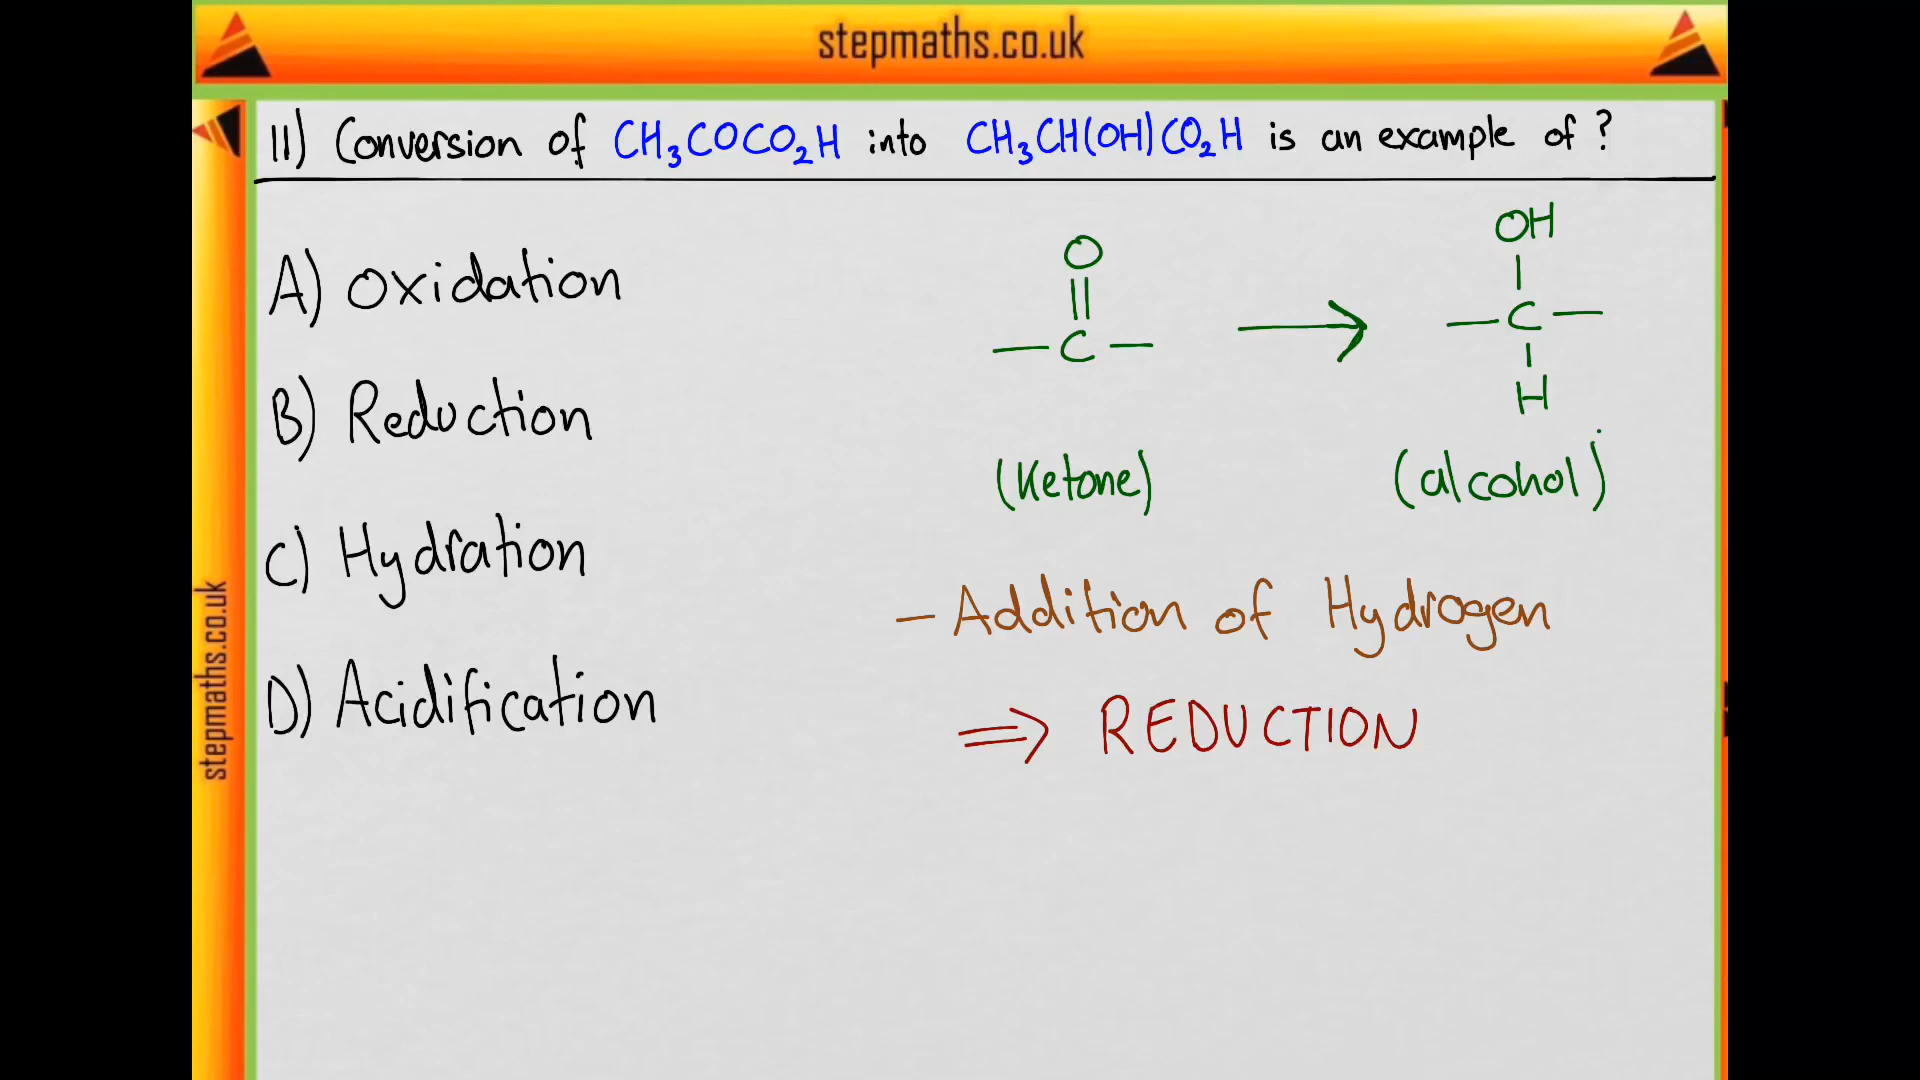 stepmaths.co.uk
11) Conversion of CH₃COCO₂H into CH₃CH(OH)CO₂H is an example of ?
A) Oxidation
B) Reduction
C) Hydration
D) Acidification
O
— C —
(Ketone)
OH
— C —
H
(alcohol)
– Addition of Hydrogen
⇒ REDUCTION
stepmaths.co.uk